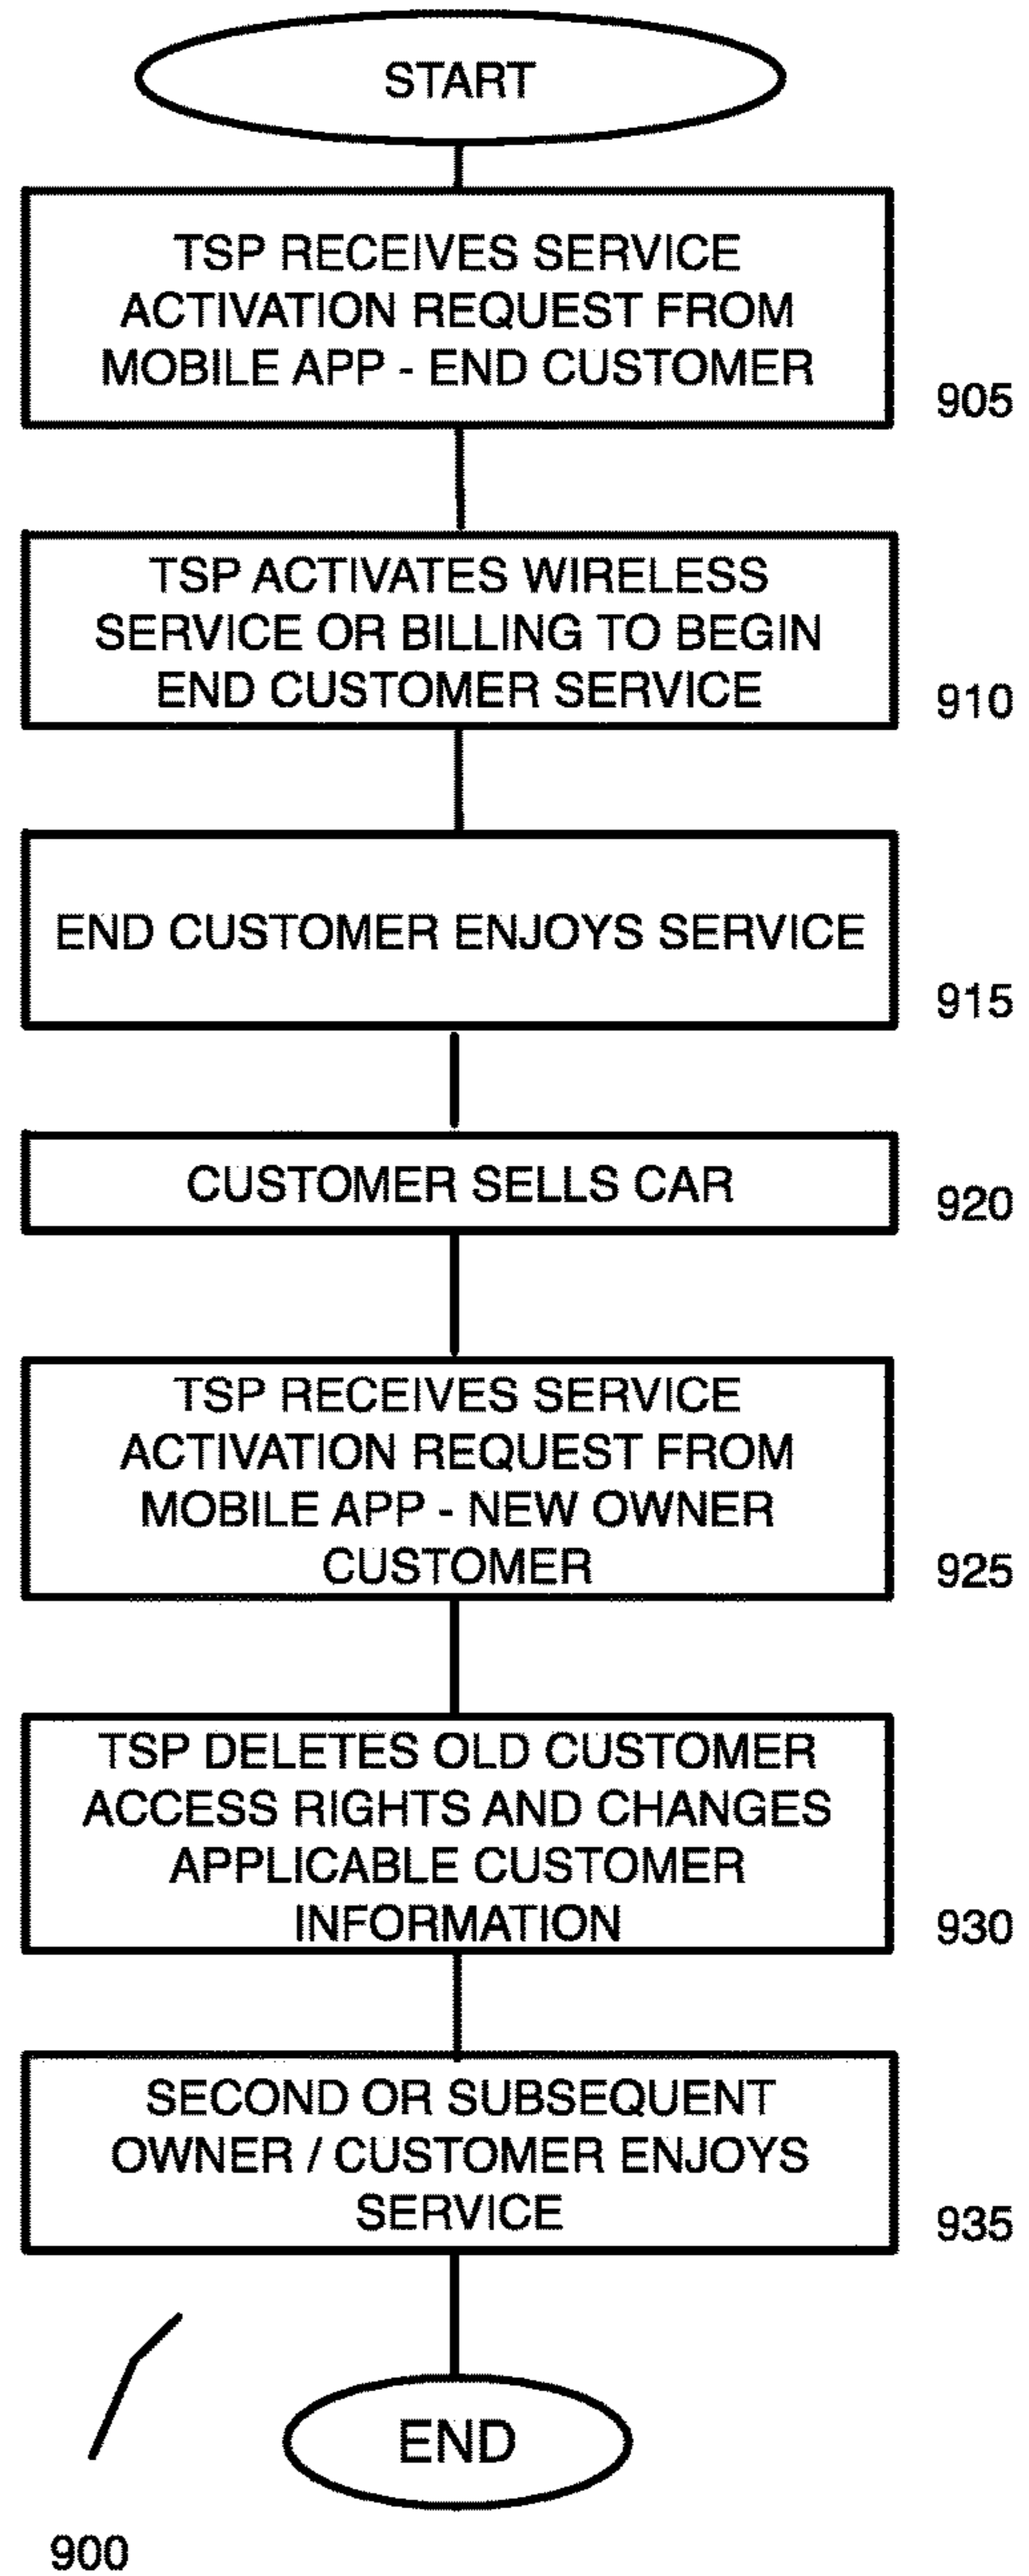 START
TSP RECEIVES SERVICE
ACTIVATION REQUEST FROM
MOBILE APP - END CUSTOMER
905
TSP ACTIVATES WIRELESS
SERVICE OR BILLING TO BEGIN
END CUSTOMER SERVICE
910
END CUSTOMER ENJOYS SERVICE
915
CUSTOMER SELLS CAR
920
TSP RECEIVES SERVICE
ACTIVATION REQUEST FROM
MOBILE APP - NEW OWNER
CUSTOMER
925
TSP DELETES OLD CUSTOMER
ACCESS RIGHTS AND CHANGES
APPLICABLE CUSTOMER
INFORMATION
930
SECOND OR SUBSEQUENT
OWNER / CUSTOMER ENJOYS
SERVICE
935
END
900